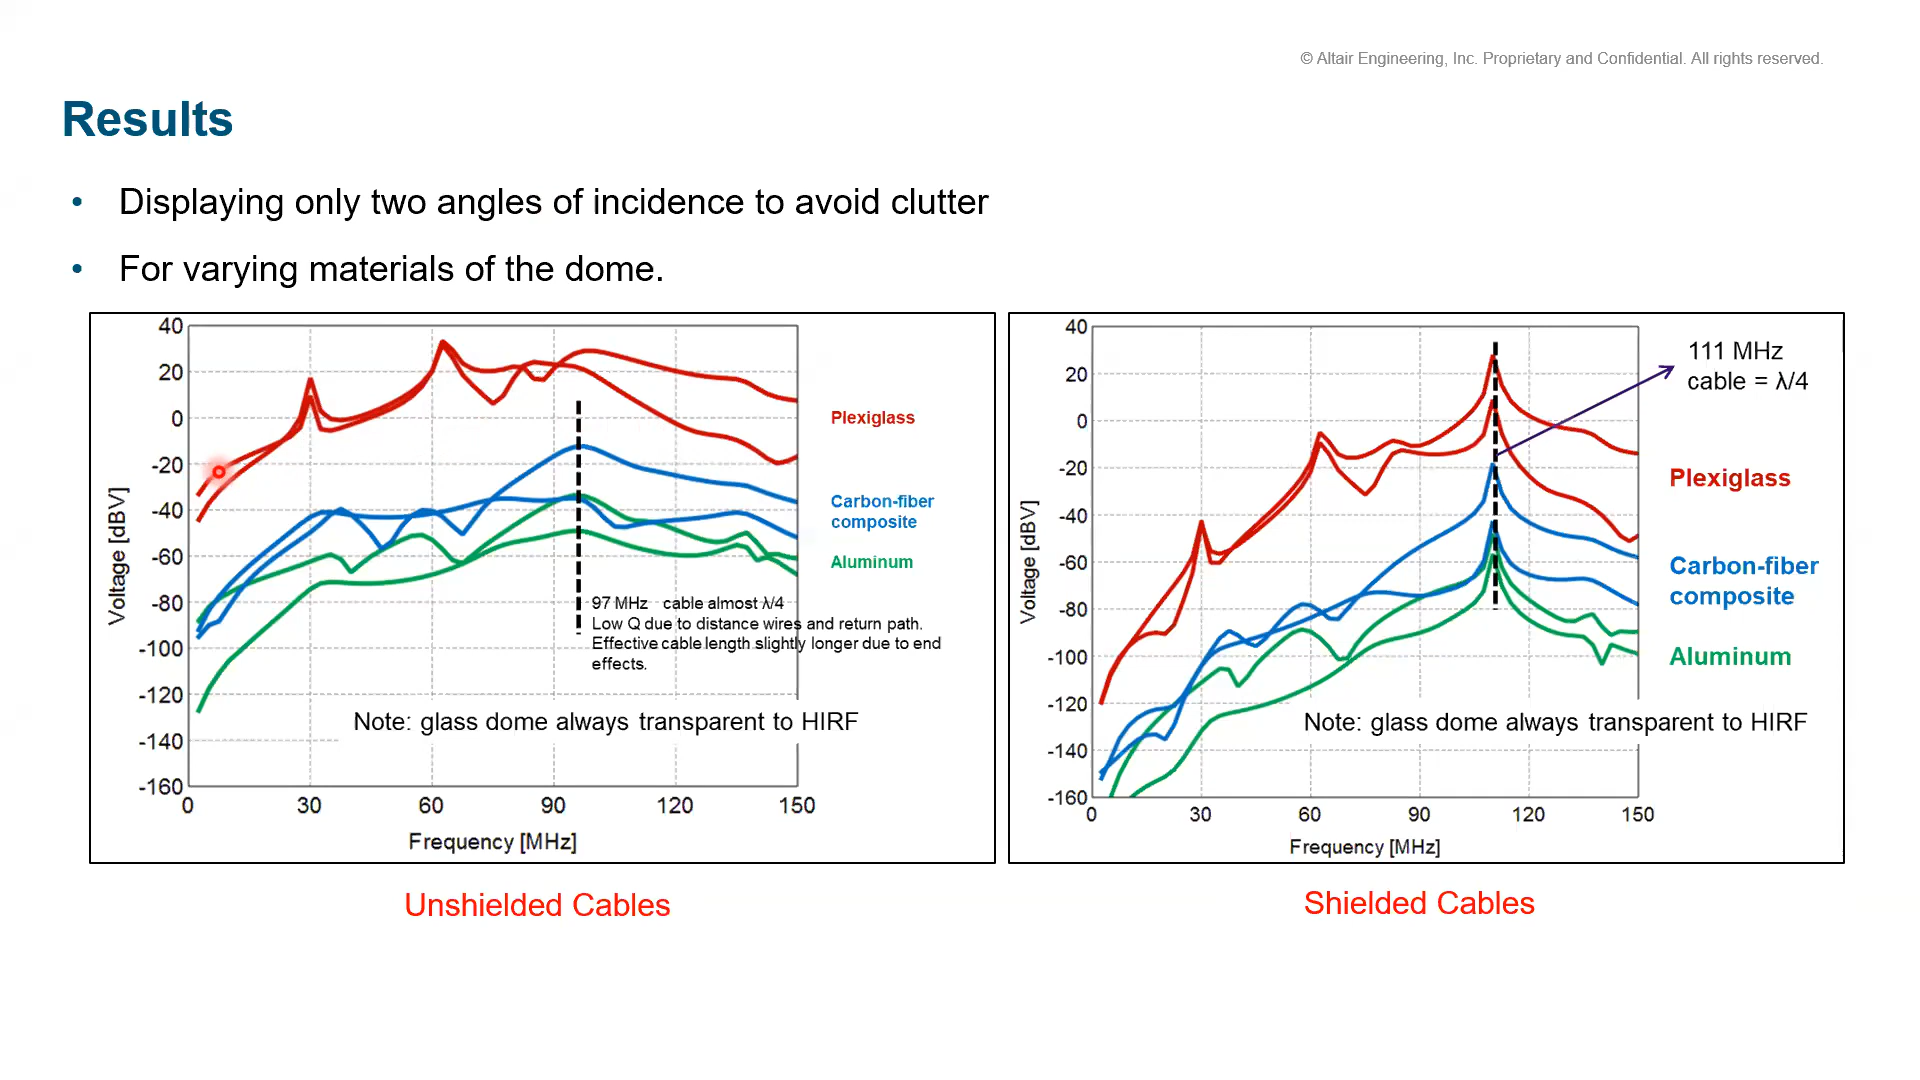 © Altair Engineering, Inc. Proprietary and Confidential. All rights reserved.
Results
• Displaying only two angles of incidence to avoid clutter
• For varying materials of the dome.
40
20
0
-20
-40
-60
-80
-100
-120
-140
-160
Voltage [dBV]
0 30 60 90 120 150
Frequency [MHz]
Plexiglass
Carbon-fiber
composite
Aluminum
97 MHz cable almost λ/4
Low Q due to distance wires and return path.
Effective cable length slightly longer due to end
effects.
Note: glass dome always transparent to HIRF
Unshielded Cables
40
20
0
-20
-40
-60
-80
-100
-120
-140
-160
Voltage [dBV]
0 30 60 90 120 150
Frequency [MHz]
111 MHz
cable = λ/4
Plexiglass
Carbon-fiber
composite
Aluminum
Note: glass dome always transparent to HIRF
Shielded Cables